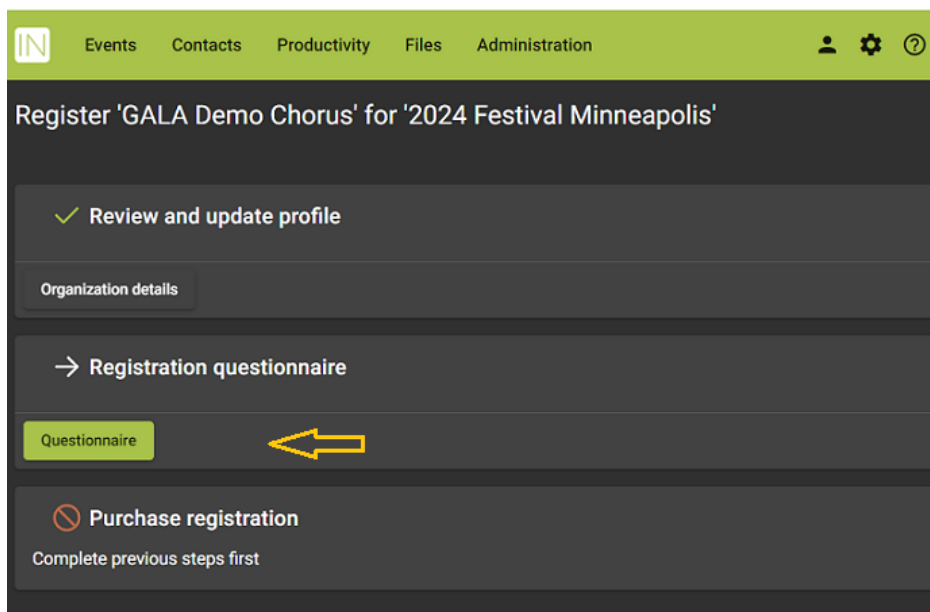 IN Events Contacts Productivity Files Administration
Register 'GALA Demo Chorus' for '2024 Festival Minneapolis'
Review and update profile
Organization details
Registration questionnaire
Questionnaire
Purchase registration
Complete previous steps first